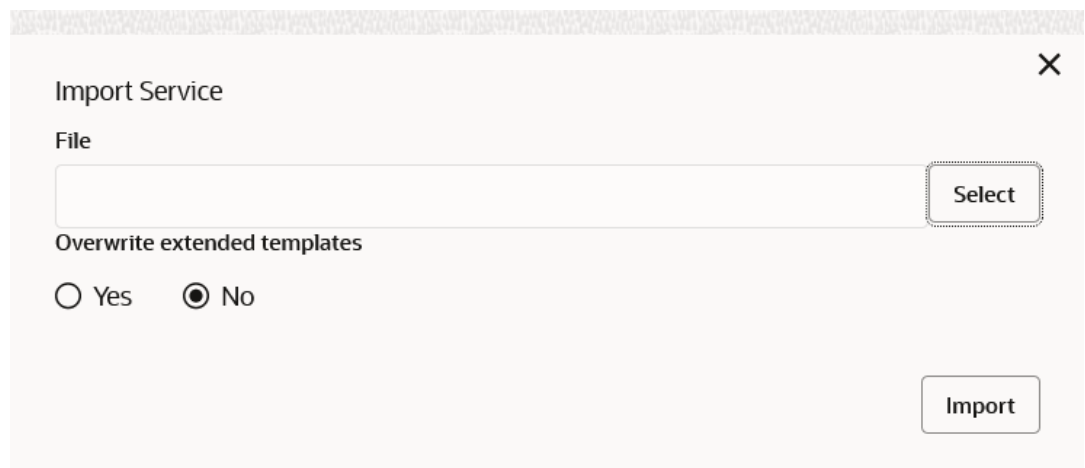 Import Service
File
Select
Overwrite extended templates
Yes No
Import